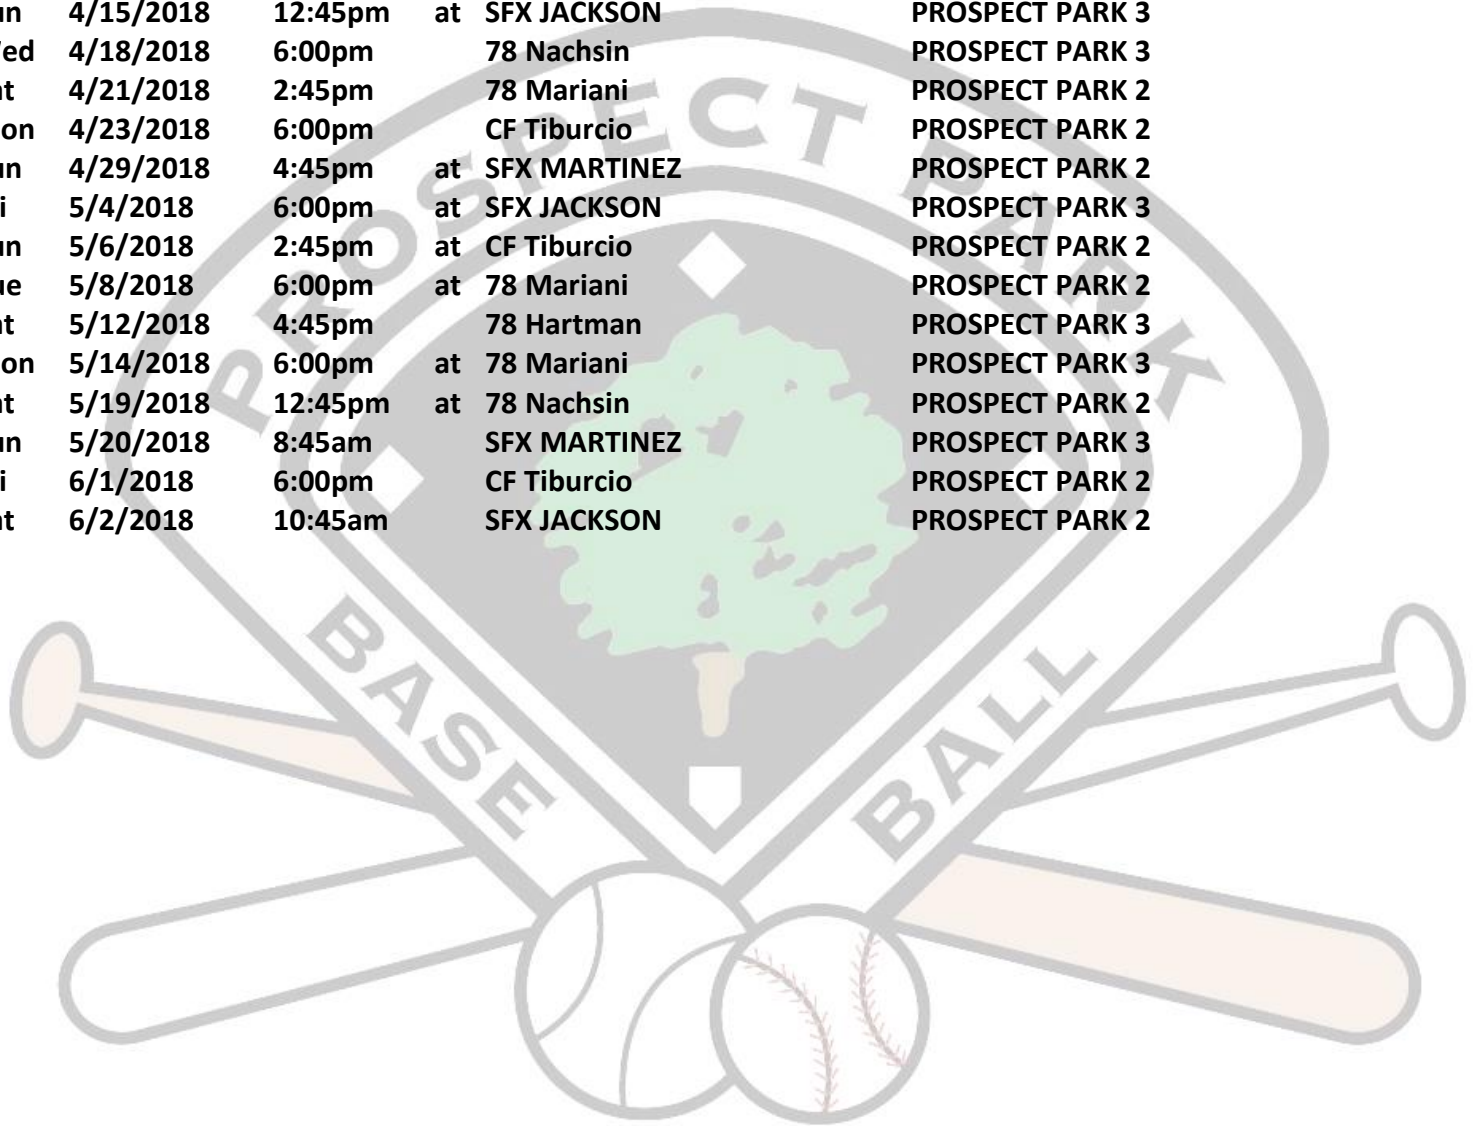 un 4/15/2018 12:45pm at SFX JACKSON PROSPECT PARK 3
ed 4/18/2018 6:00pm 78 Nachsin PROSPECT PARK 3
at 4/21/2018 2:45pm 78 Mariani PROSPECT PARK 2
on 4/23/2018 6:00pm CF Tiburcio PROSPECT PARK 2
un 4/29/2018 4:45pm at SFX MARTINEZ PROSPECT PARK 2
i 5/4/2018 6:00pm at SFX JACKSON PROSPECT PARK 3
un 5/6/2018 2:45pm at CF Tiburcio PROSPECT PARK 2
ue 5/8/2018 6:00pm at 78 Mariani PROSPECT PARK 2
at 5/12/2018 4:45pm 78 Hartman PROSPECT PARK 3
on 5/14/2018 6:00pm at 78 Mariani PROSPECT PARK 3
at 5/19/2018 12:45pm at 78 Nachsin PROSPECT PARK 2
un 5/20/2018 8:45am SFX MARTINEZ PROSPECT PARK 3
i 6/1/2018 6:00pm CF Tiburcio PROSPECT PARK 2
at 6/2/2018 10:45am SFX JACKSON PROSPECT PARK 2
PROSPECT PARK
BASE BALL